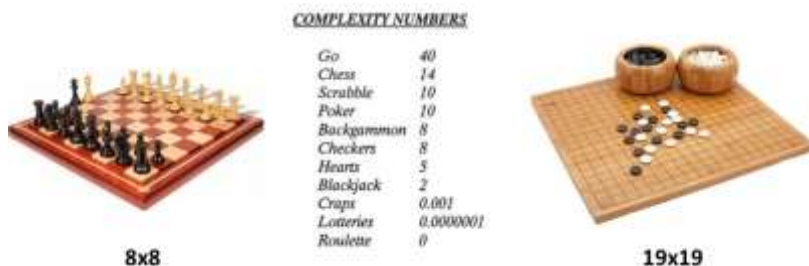 COMPLEXITY NUMBERS
Go 40
Chess 14
Scrabble 10
Poker 10
Backgammon 8
Checkers 8
Hearts 5
Blackjack 2
Craps 0.001
Lotteries 0.0000001
Roulette 0
8x8
19x19